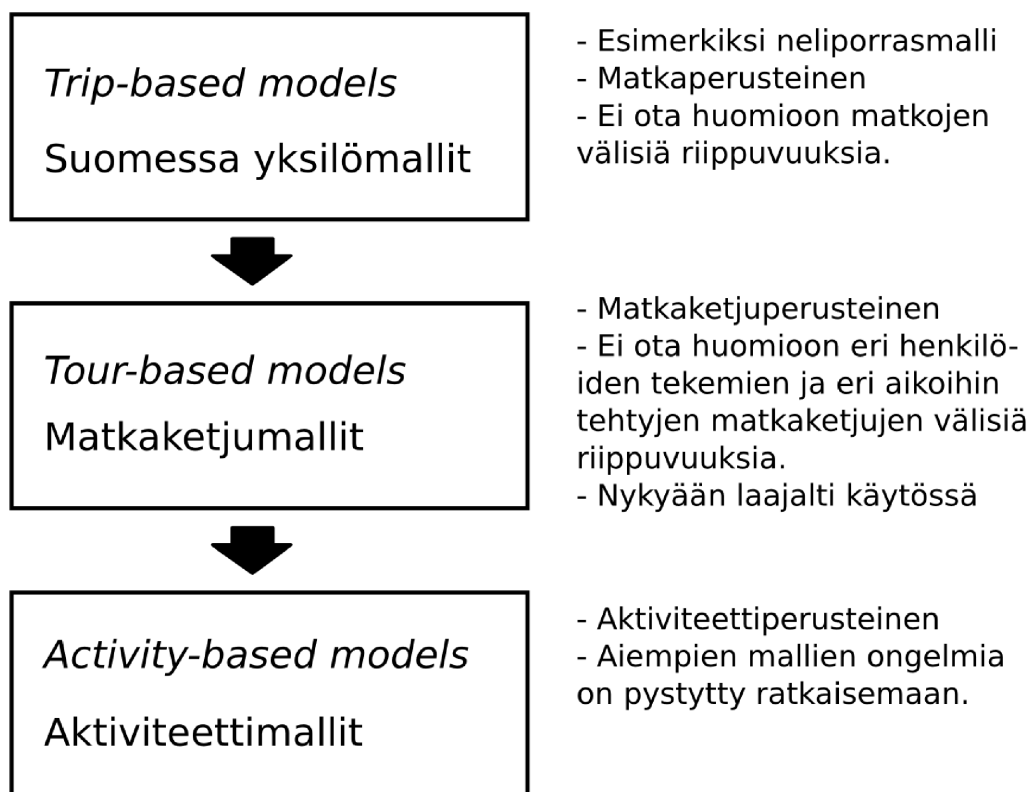 Trip-based models
Suomessa yksilömallit
- Esimerkiksi neliporrasmalli
- Matkaperusteinen
- Ei ota huomioon matkojen
välisiä riippuvuuksia.
Tour-based models
Matkaketjumallit
- Matkaketjuperusteinen
- Ei ota huomioon eri henkilö-
iden tekemien ja eri aikoihin
tehtyjen matkaketjujen välisiä
riippuvuuksia.
- Nykyään laajalti käytössä
Activity-based models
Aktiviteettimallit
- Aktiviteettiperusteinen
- Aiempien mallien ongelmia
on pystytty ratkaisemaan.